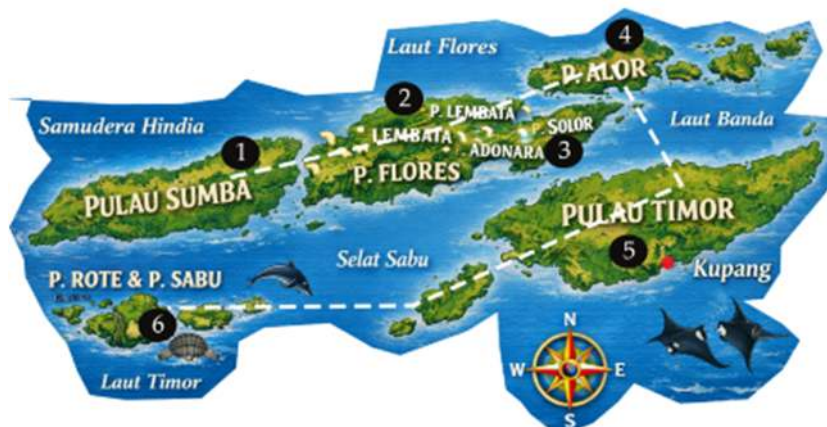 4
Laut Flores
P. ALOR
2
P. LEMBATA
Samudera Hindia
LEMBATA
P. SOLOR
Laut Banda
1
ADONARA
3
P. FLORES
PULAU SUMBA
PULAU TIMOR
5
Selat Sabu
Kupang
P. ROTE & P. SABU
6
N
W
E
S
Laut Timor